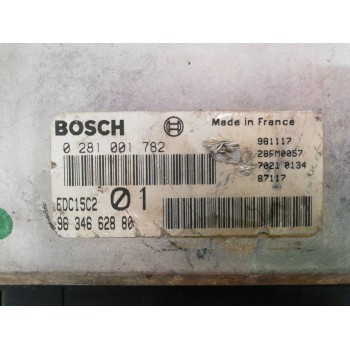 BOSCH
Made in France
0 281 001 782
981117
28FM0057
7021 0134
87117
EDC15C2 01
96 346 628 80